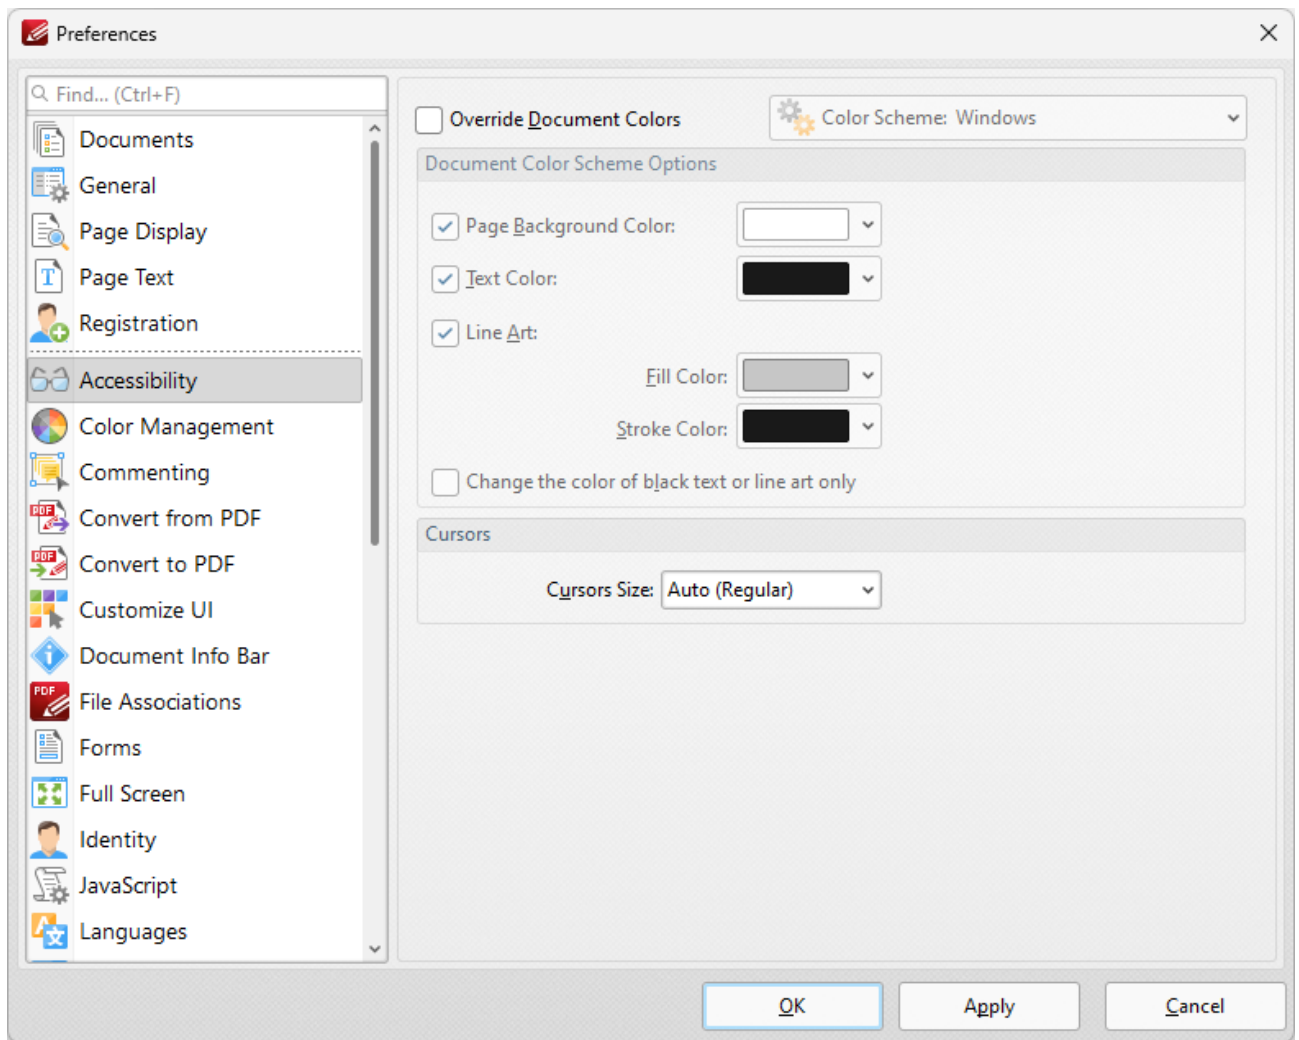 Preferences
Find... (Ctrl+F)
Documents
General
Page Display
Page Text
Registration
Accessibility
Color Management
Commenting
Convert from PDF
Convert to PDF
Customize UI
Document Info Bar
File Associations
Forms
Full Screen
Identity
JavaScript
Languages
Override Document Colors
Color Scheme: Windows
Document Color Scheme Options
Page Background Color:
Text Color:
Line Art:
Fill Color:
Stroke Color:
Change the color of black text or line art only
Cursors
Cursors Size: Auto (Regular)
OK
Apply
Cancel